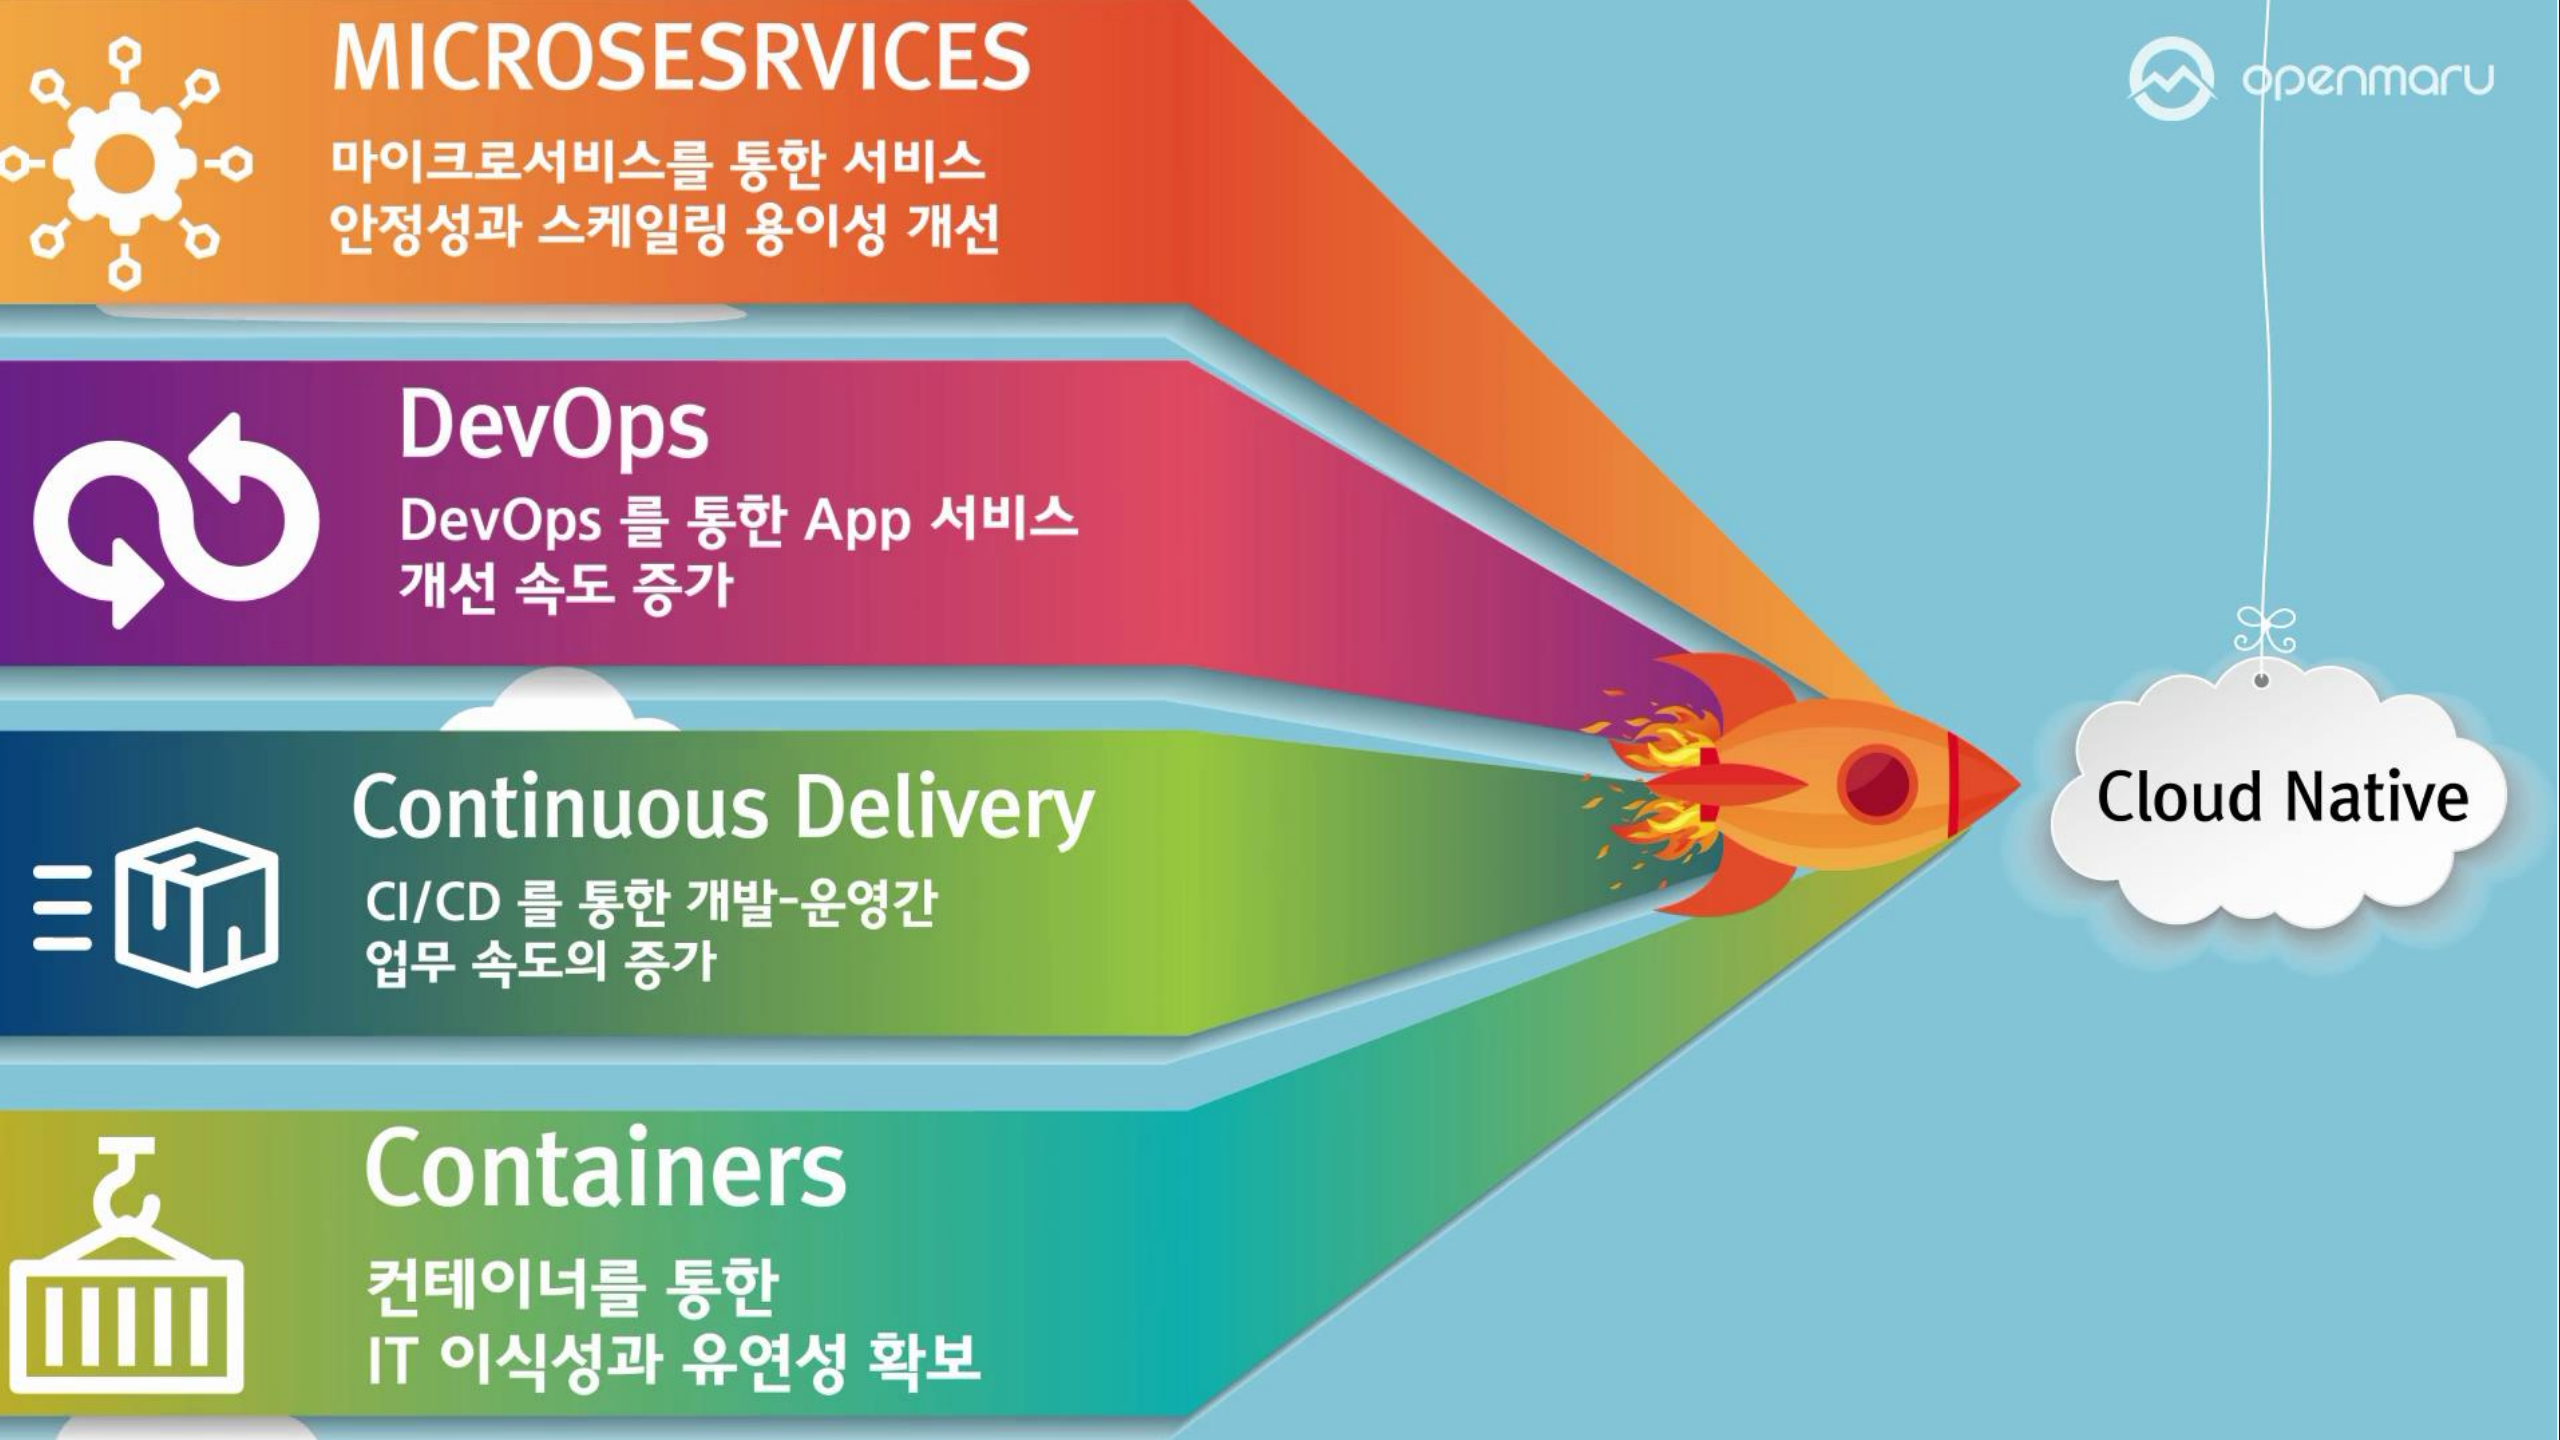 MICROSESRVICES
마이크로서비스를 통한 서비스
안정성과 스케일링 용이성 개선
openmaru
DevOps
DevOps 를 통한 App 서비스
개선 속도 증가
Continuous Delivery
CI/CD 를 통한 개발-운영간
업무 속도의 증가
Cloud Native
Containers
컨테이너를 통한
IT 이식성과 유연성 확보